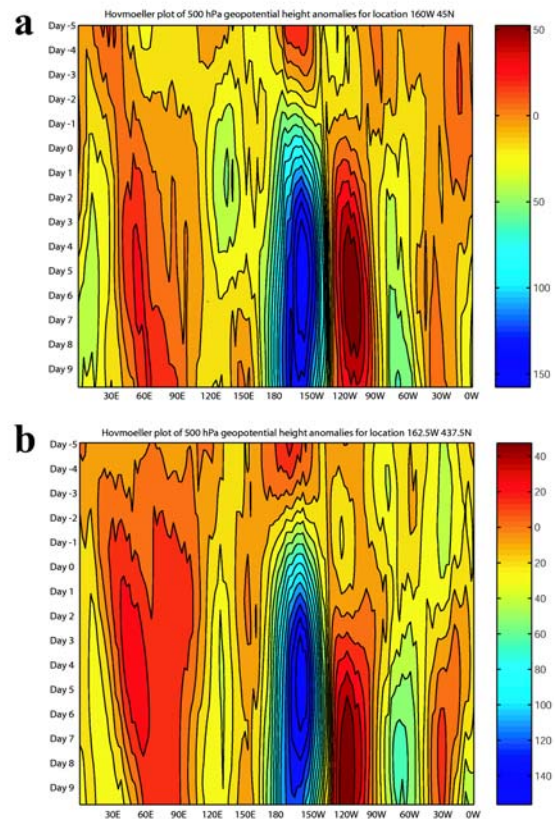 a
Hovmoeller plot of 500 hPa geopotential height anomalies for location 160W 45N
Day -5
Day -4
Day -3
Day -2
Day -1
Day 0
Day 1
Day 2
Day 3
Day 4
Day 5
Day 6
Day 7
Day 8
Day 9
30E 60E 90E 120E 150E 180E 150W 120W 90W 60W 30W 0W
50
0
50
100
150
b
Hovmoeller plot of 500 hPa geopotential height anomalies for location 162.5W 437.5N
Day -5
Day -4
Day -3
Day -2
Day -1
Day 0
Day 1
Day 2
Day 3
Day 4
Day 5
Day 6
Day 7
Day 8
Day 9
30E 60E 90E 120E 150E 180E 150W 120W 90W 60W 30W 0W
40
20
0
20
40
60
80
100
120
140
160